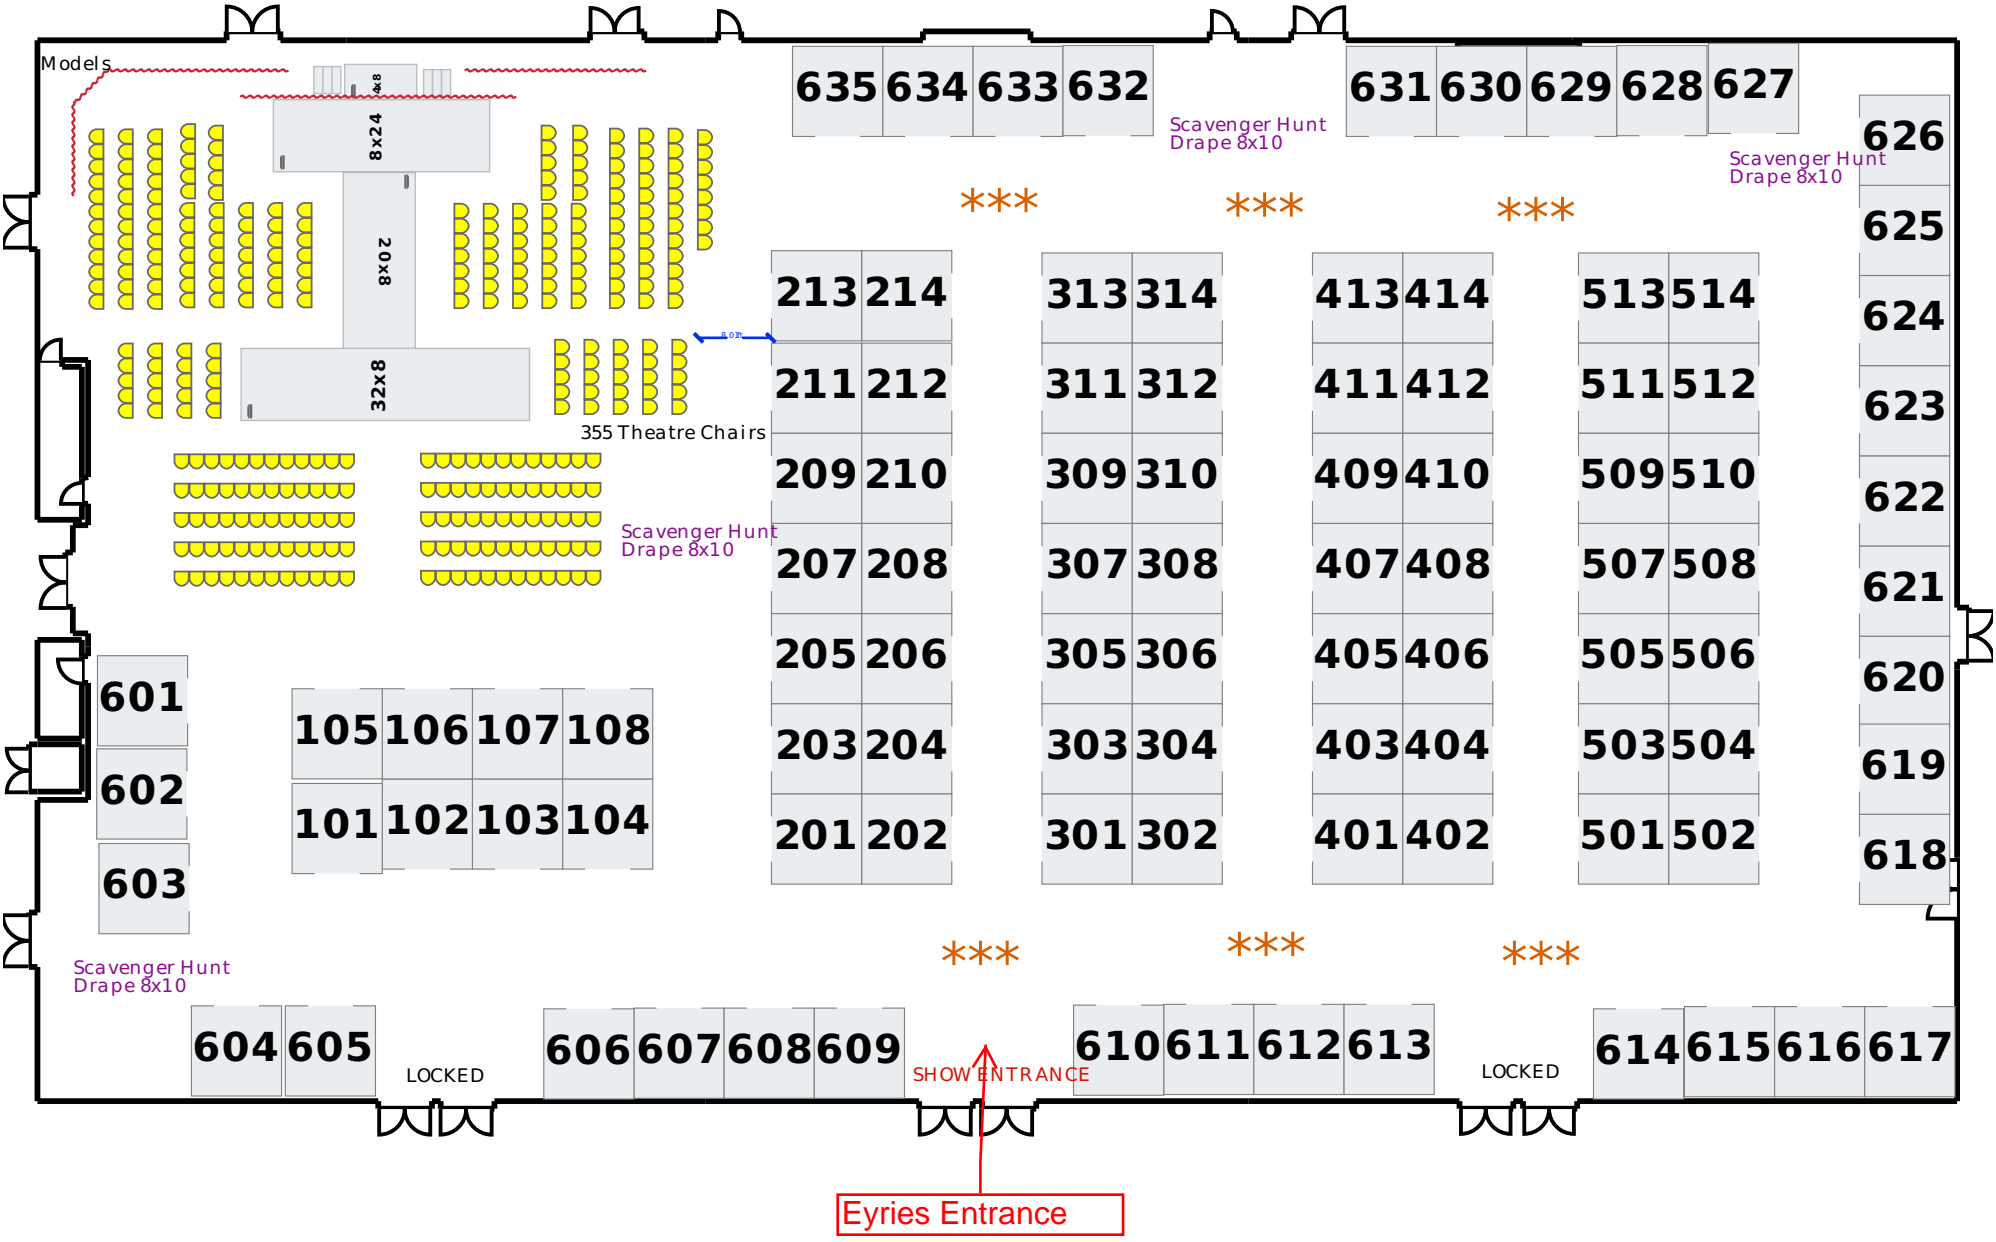 Models
4x8
635 634 633 632
631 630 629 628 627
8x24
Scavenger Hunt
Drape 8x10
626
Scavenger Hunt
Drape 8x10
*** *** ***
625
20x8
213 214 313 314 413 414 513 514
624
8.01ft
32x8
211 212 311 312 411 412 511 512
623
355 Theatre Chairs
209 210 309 310 409 410 509 510
622
Scavenger Hunt
Drape 8x10
207 208 307 308 407 408 507 508
621
205 206 305 306 405 406 505 506
620
601
105 106 107 108
203 204 303 304 403 404 503 504
619
602
101 102 103 104
201 202 301 302 401 402 501 502
618
603
*** *** ***
Scavenger Hunt
Drape 8x10
604 605
606 607 608 609
610 611 612 613
614 615 616 617
LOCKED
SHOW ENTRANCE
LOCKED
Eyries Entrance